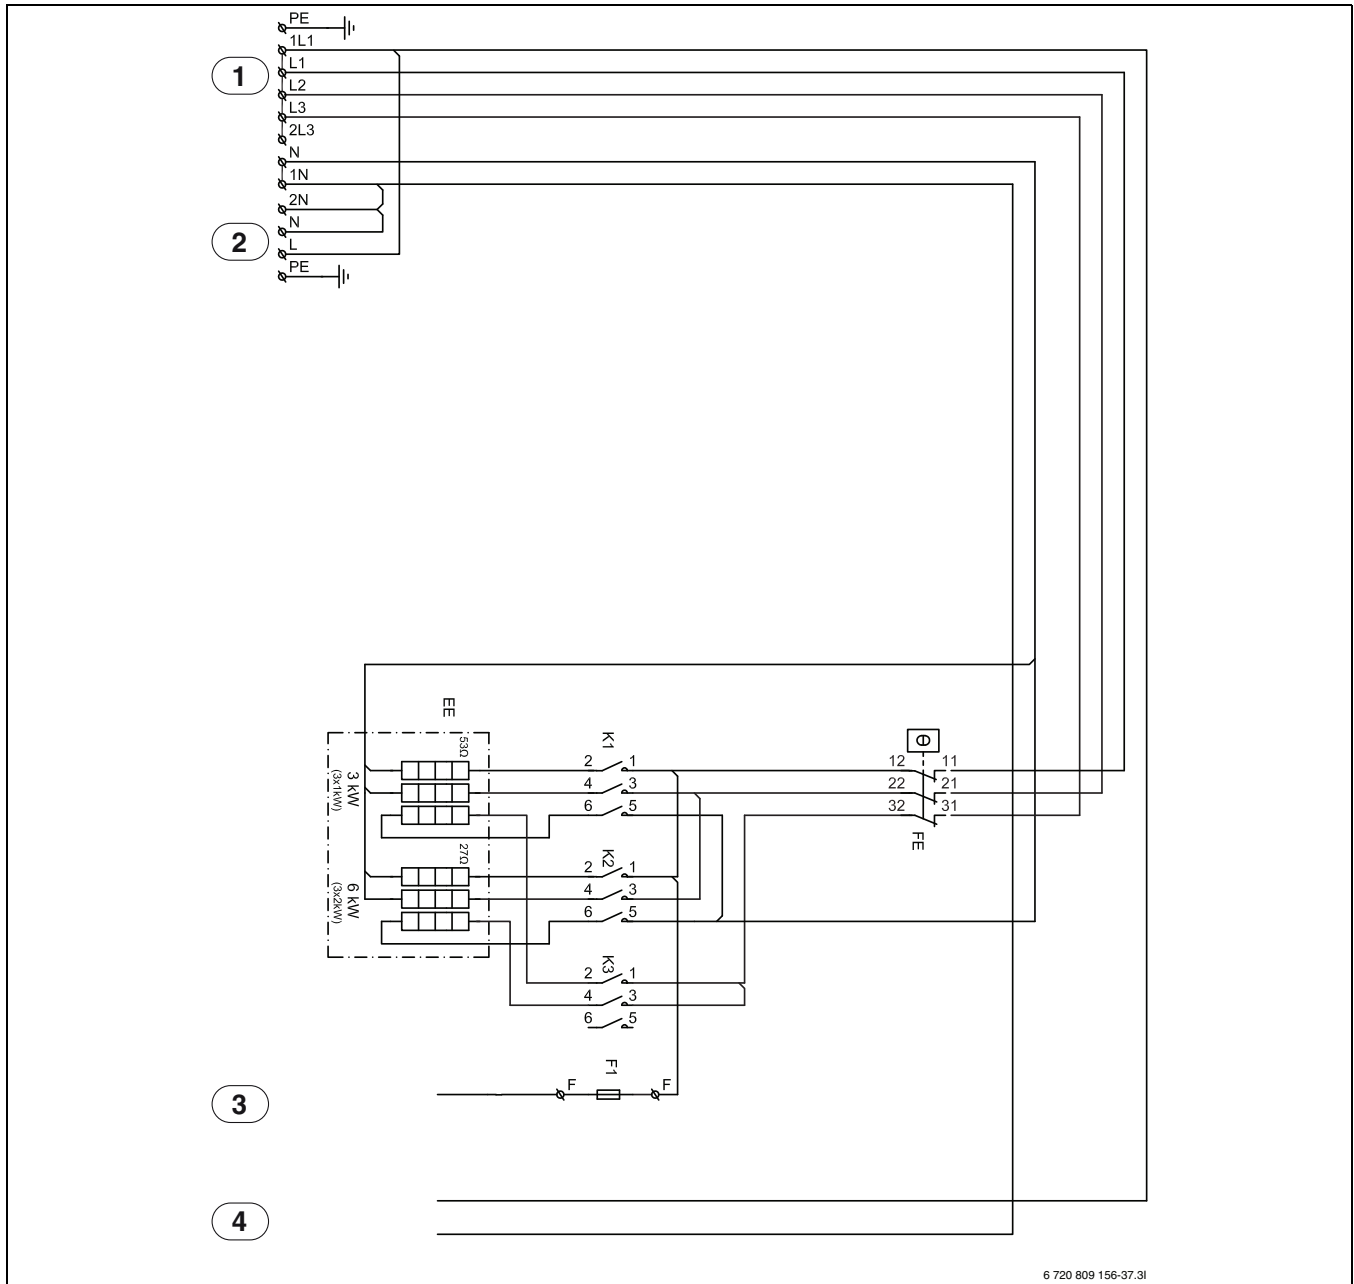 PE
1L1
1
L1
L2
L3
2L3
N
1N
2N
N
2
L
PE
EE
53Ω
3 kW
(3x1kW)
27Ω
6 kW
(3x2kW)
K1
2 1
4 3
6 5
K2
2 1
4 3
6 5
K3
2 1
4 3
6 5
θ
12 11
22 21
32 31
FE
F1
F F
3
4
6 720 809 156-37.3I